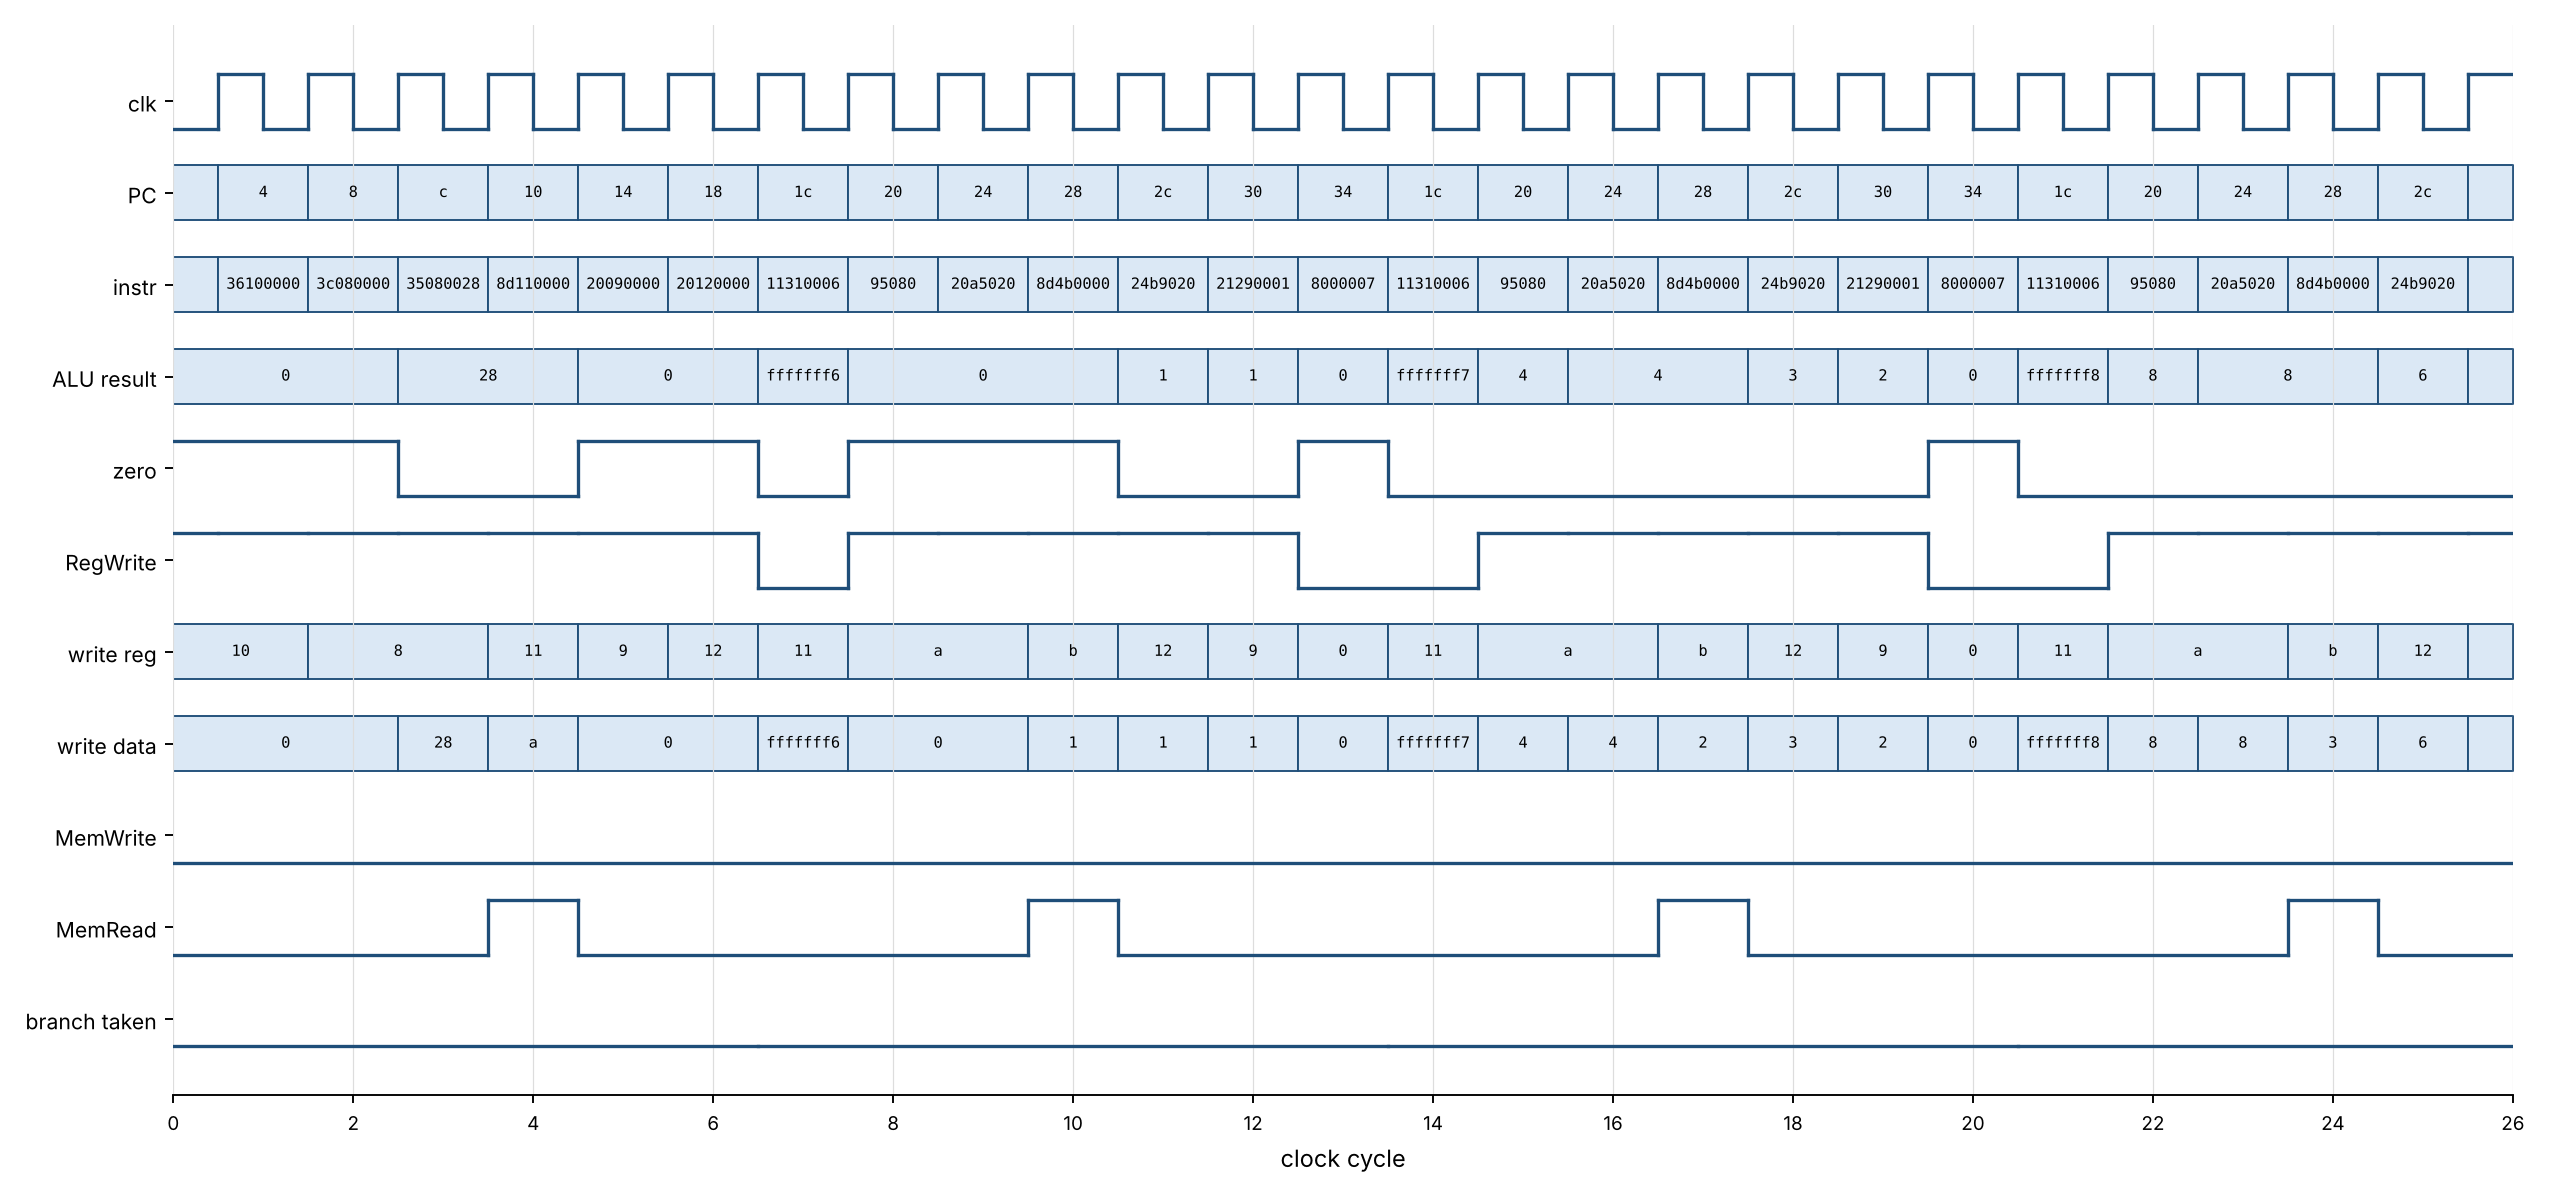 clk
PC 4 8 c 10 14 18 1c 20 24 28 2c 30 34 1c 20 24 28 2c 30 34 1c 20 24 28 2c
instr 36100000 3c080000 35080028 8d110000 20090000 20120000 11310006 95080 20a5020 8d4b0000 24b9020 21290001 8000007 11310006 95080 20a5020 8d4b0000 24b9020 21290001 8000007 11310006 95080 20a5020 8d4b0000 24b9020
ALU result 0 28 0 fffffff6 0 1 1 0 fffffff7 4 4 3 2 0 fffffff8 8 8 6
zero
RegWrite
write reg 10 8 11 9 12 11 a b 12 9 0 11 a b 12 9 0 11 a b 12
write data 0 28 a 0 fffffff6 0 1 1 1 0 fffffff7 4 4 2 3 2 0 fffffff8 8 8 3 6
MemWrite
MemRead
branch taken
0 2 4 6 8 10 12 14 16 18 20 22 24 26
clock cycle